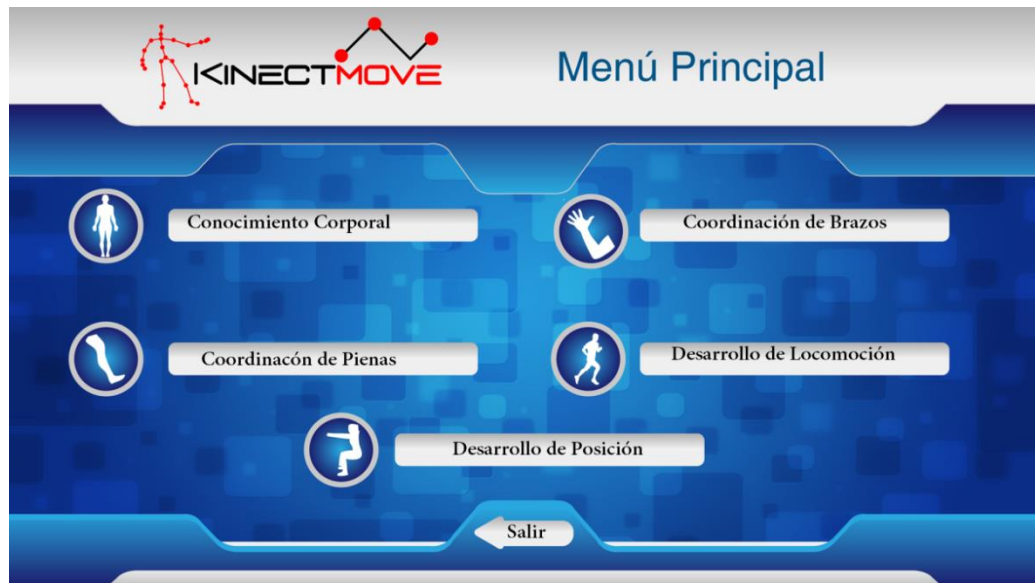 KINECTMOVE
Menú Principal
Conocimiento Corporal
Coordinación de Brazos
Coordinacón de Pienas
Desarrollo de Locomoción
Desarrollo de Posición
Salir